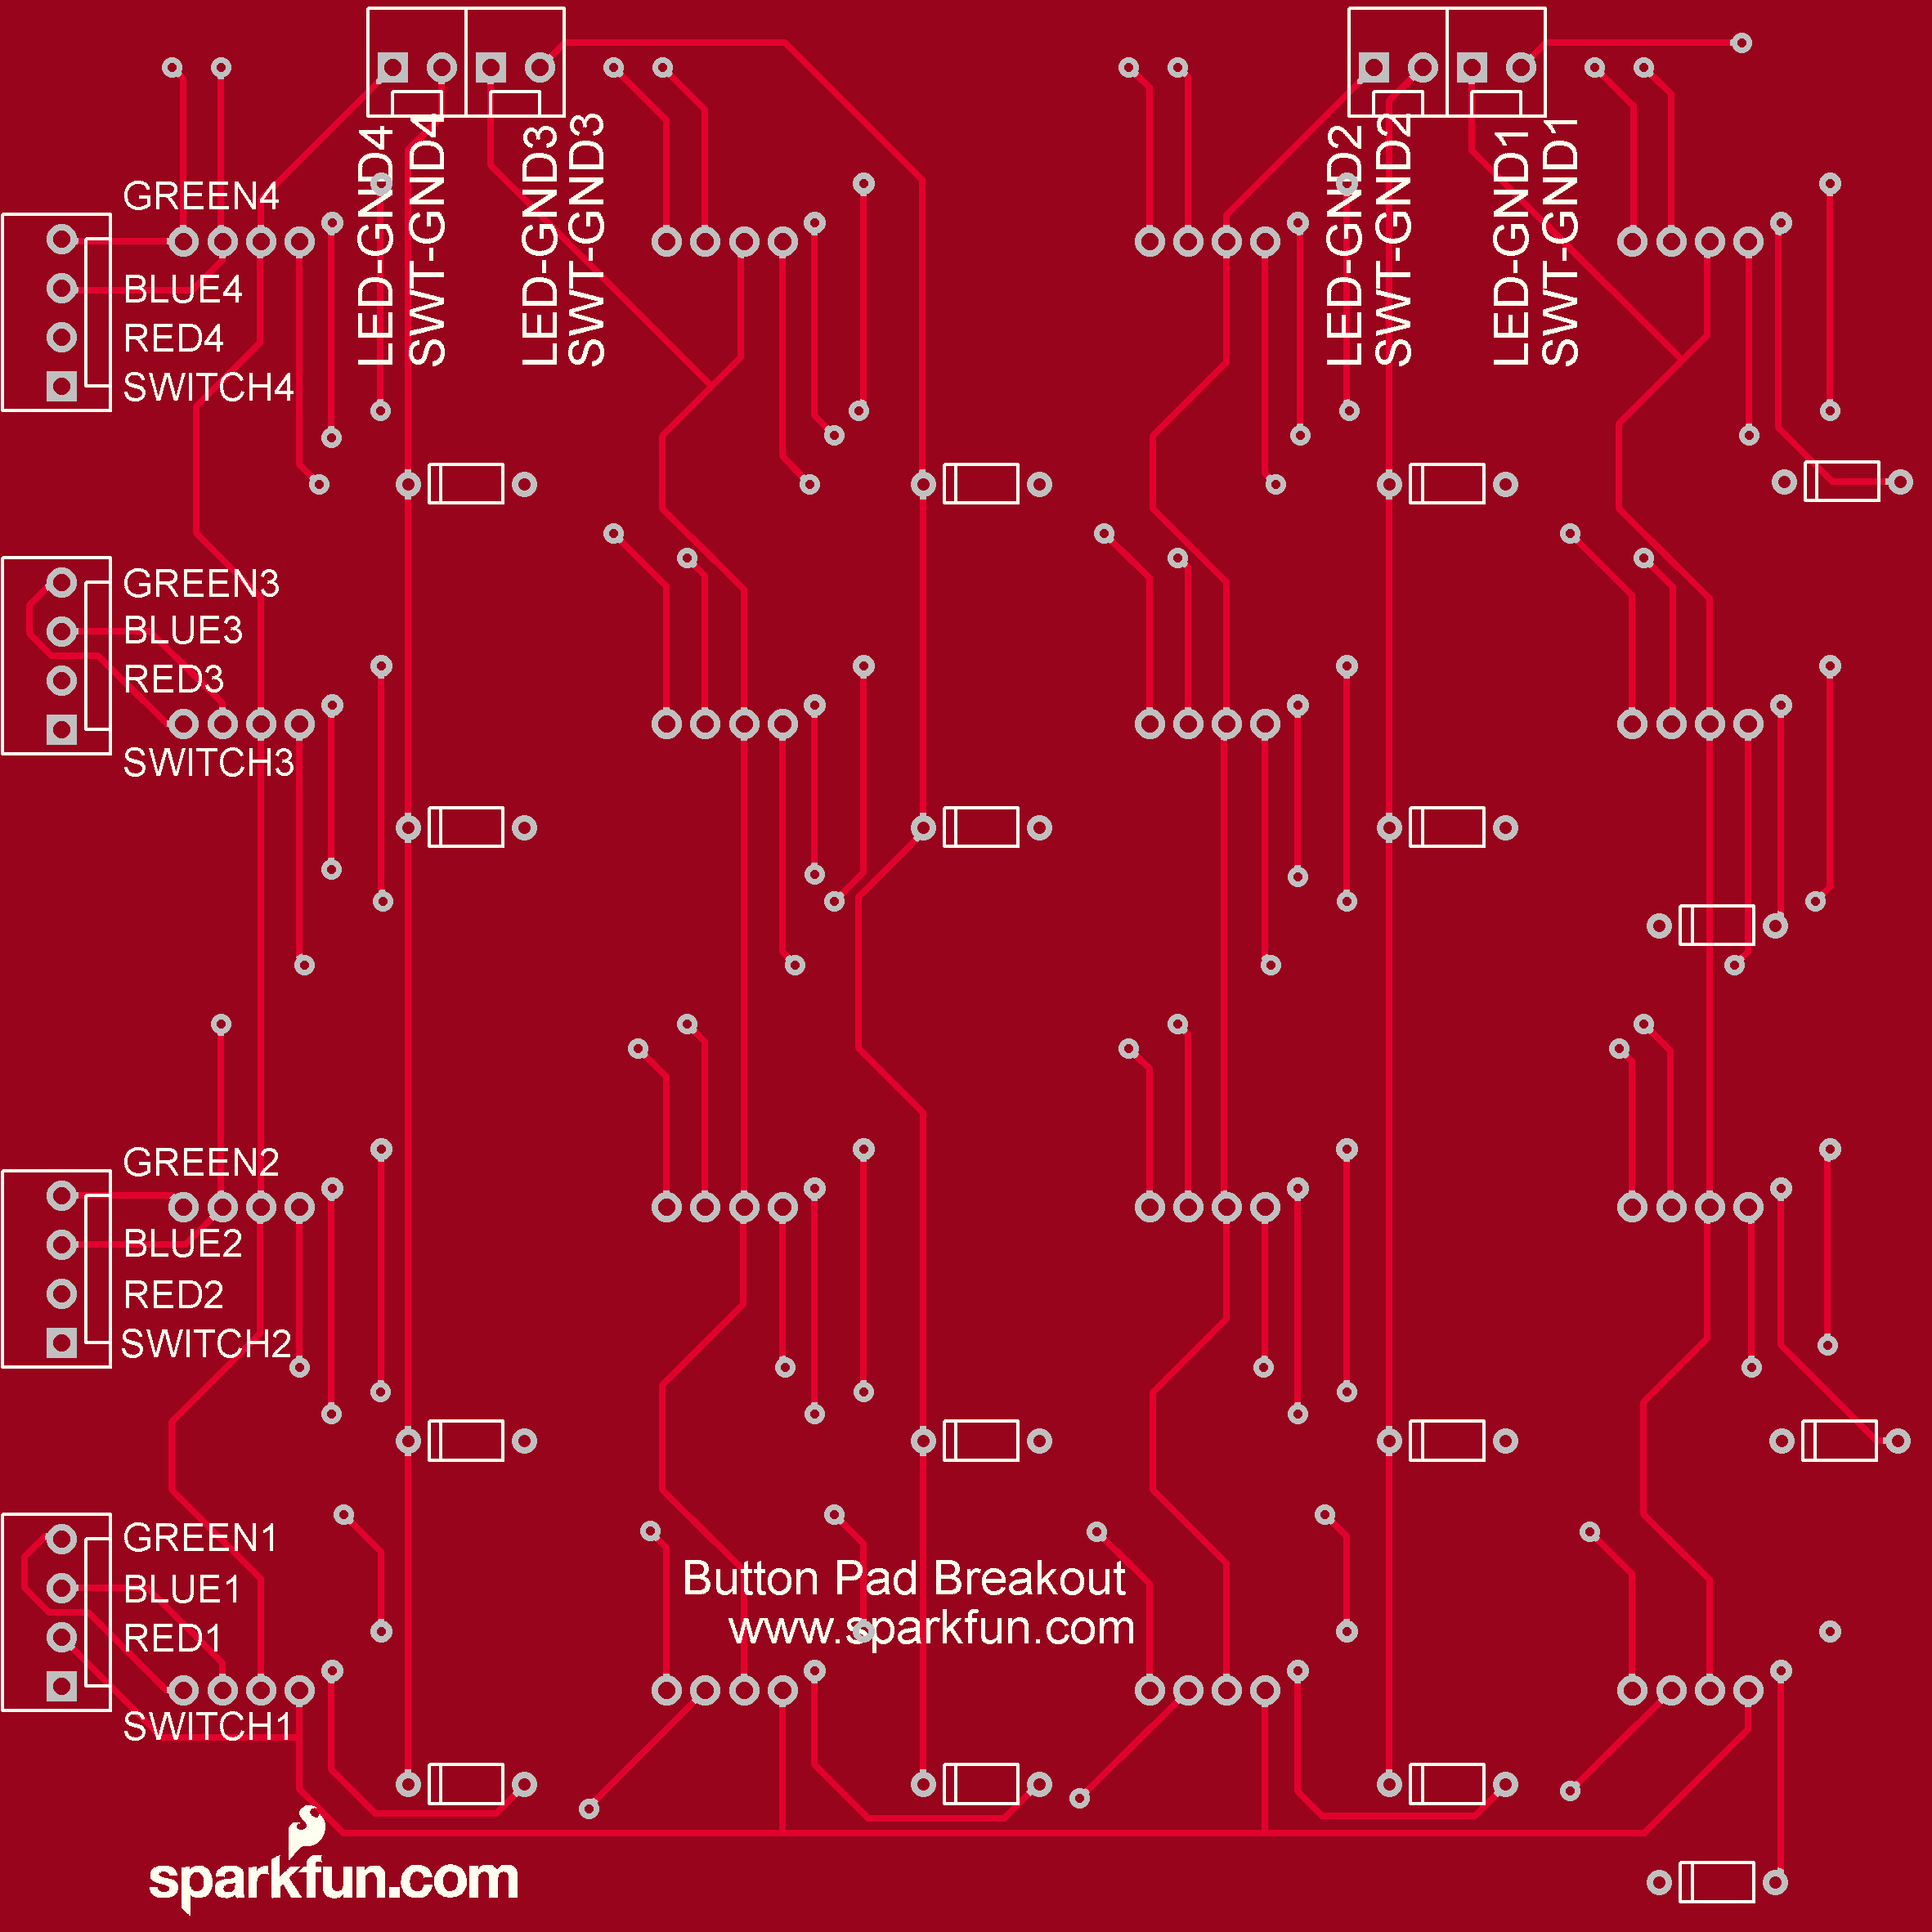 LED-GND4
SWT-GND4
LED-GND3
SWT-GND3
LED-GND2
SWT-GND2
LED-GND1
SWT-GND1
GREEN4
BLUE4
RED4
SWITCH4
GREEN3
BLUE3
RED3
SWITCH3
GREEN2
BLUE2
RED2
SWITCH2
GREEN1
BLUE1
RED1
SWITCH1
Button Pad Breakout
www.sparkfun.com
sparkfun.com